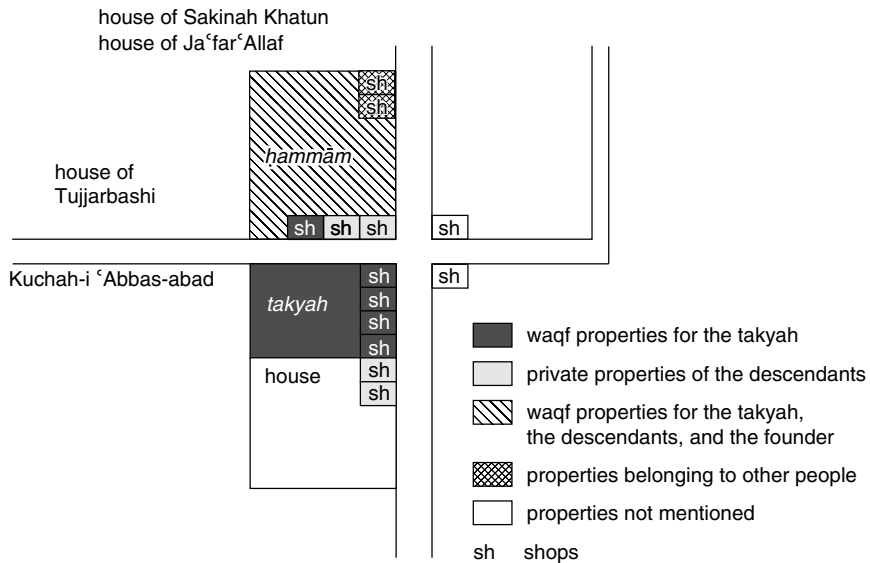 house of Sakinah Khatun
house of Jaʿfar ʿAllaf
sh
sh
ḥammām
house of
Tujjarbashi
sh sh sh sh
Kuchah-i ʿAbbas-abad
sh sh
takyah
sh
sh
sh
house
sh
sh
waqf properties for the takyah
private properties of the descendants
waqf properties for the takyah,
the descendants, and the founder
properties belonging to other people
properties not mentioned
sh shops